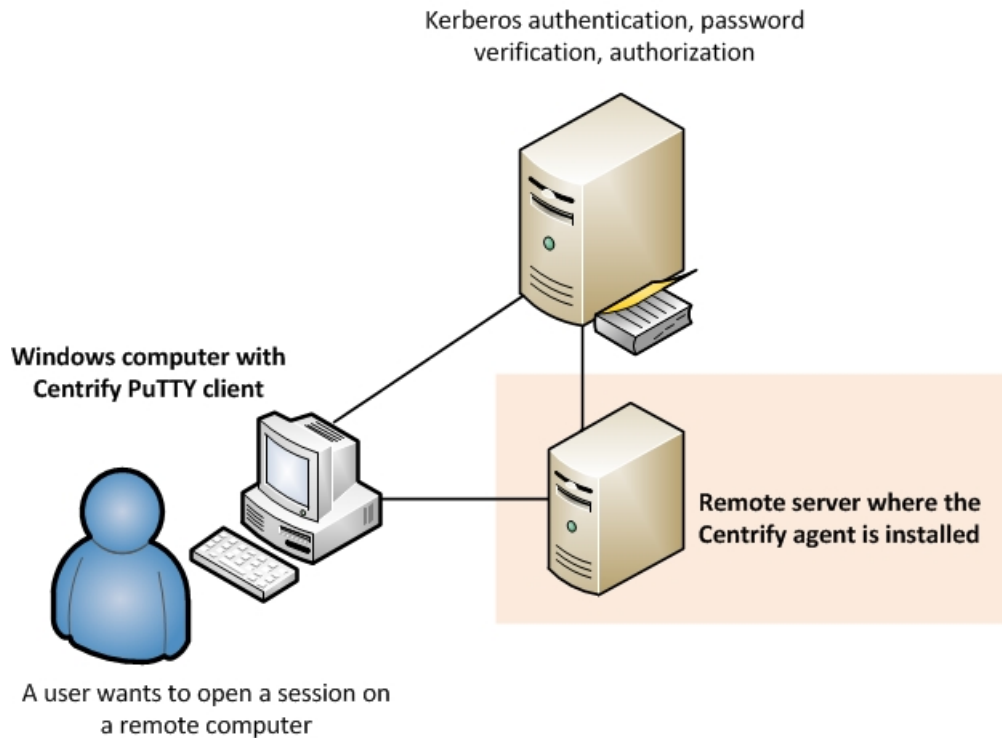 Kerberos authentication, password
verification, authorization
Windows computer with
Centrify PuTTY client
Remote server where the
Centrify agent is installed
A user wants to open a session on
a remote computer